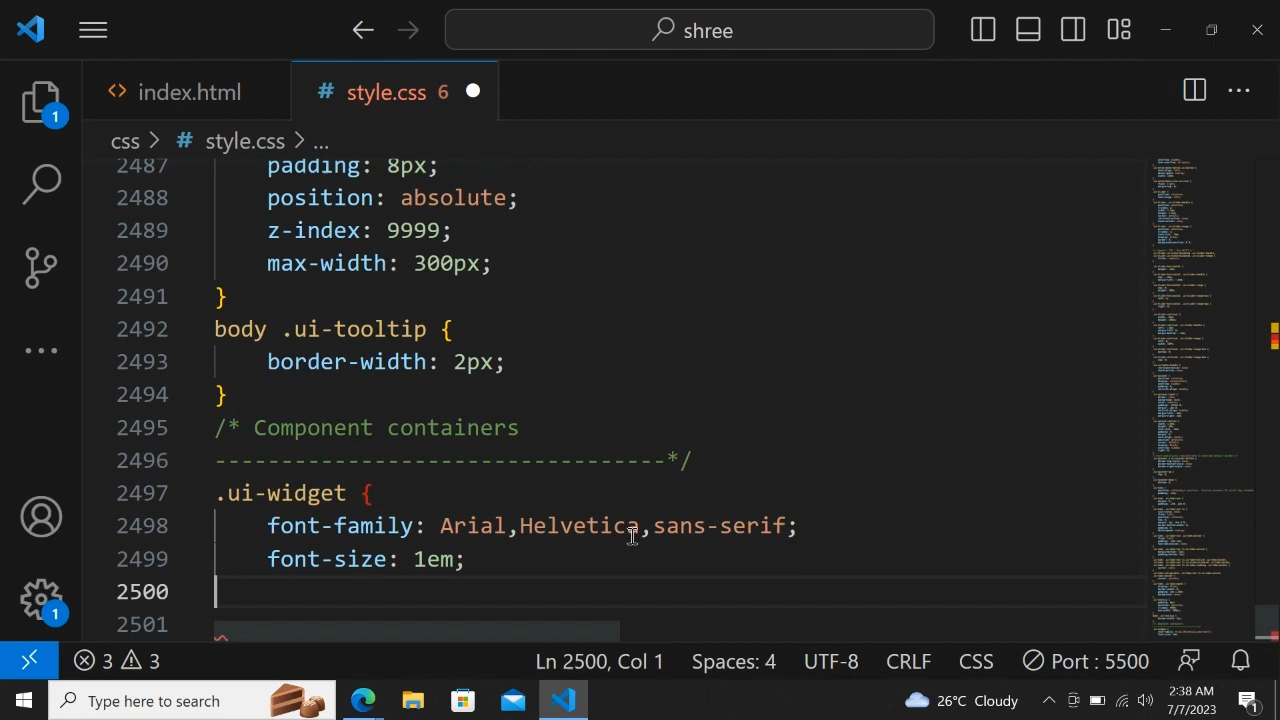 shree
index.html
# style.css 6
css > # style.css > ...
1
2487 padding: 8px;
2488 position: absolute;
2489 z-index: 9999;
2490 max-width: 300px;
2491 }
2492 body .ui-tooltip {
2493 border-width: 2px;
2494 }
2495 /* Component containers
2496 ----------------------------------*/
2497 .ui-widget {
2498 font-family: Arial,Helvetica,sans-serif;
2499 font-size: 1em;
2500
2501
1
3 3
Ln 2500, Col 1
Spaces: 4
UTF-8
CRLF
CSS
Port : 5500
Type here to search
26°C Cloudy
2:38 AM
7/7/2023
1